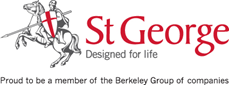 St George
Designed for life
Proud to be a member of the Berkeley Group of companies